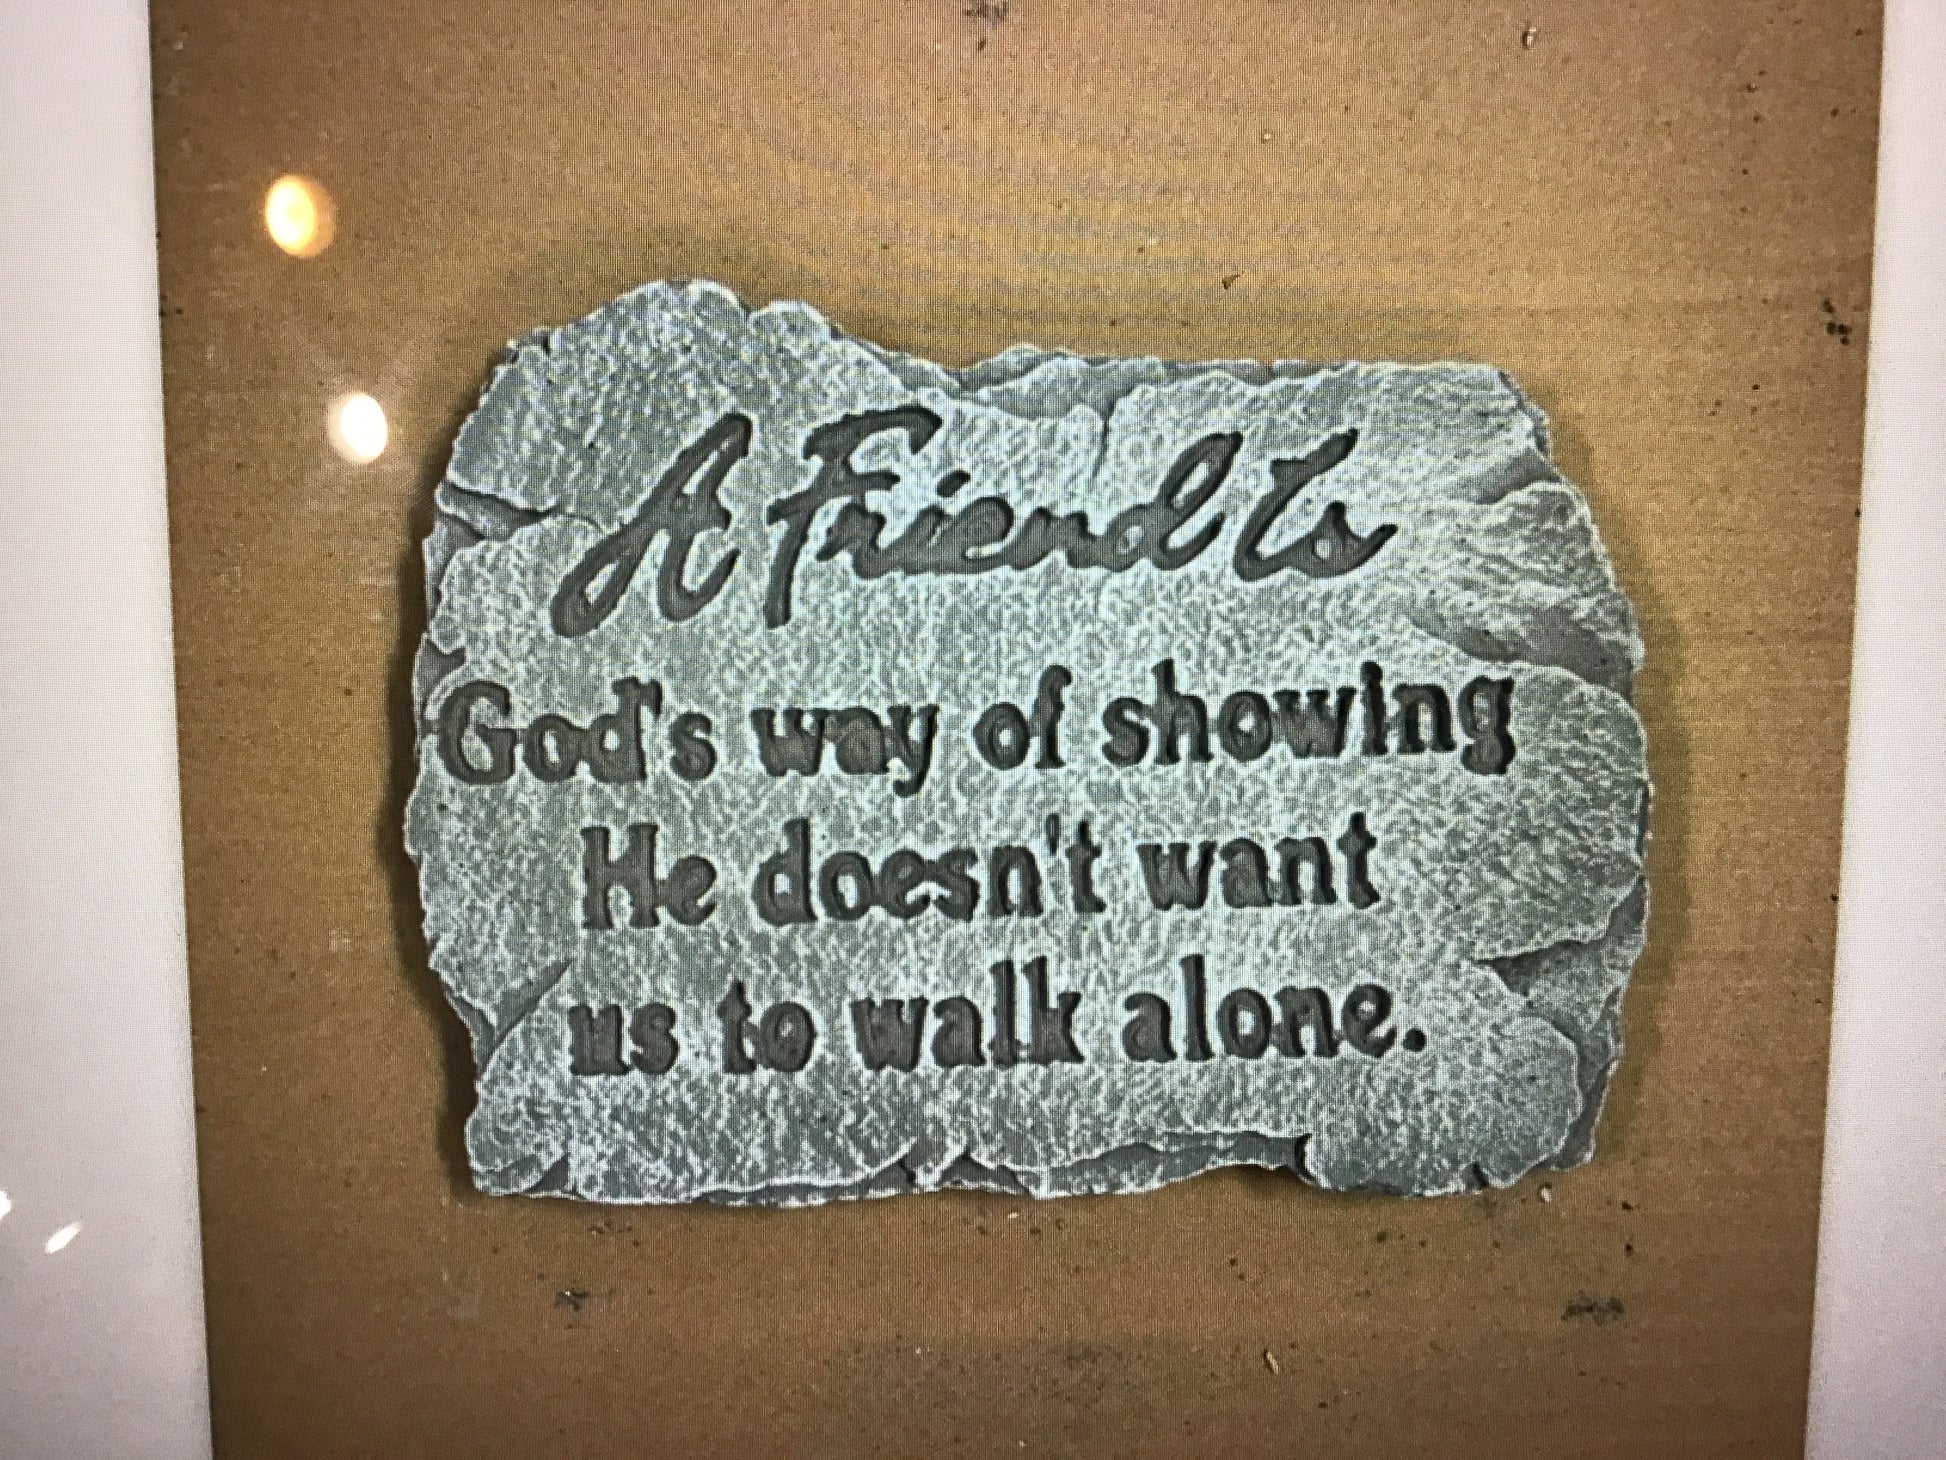 A Friend Is
God's way of showing
He doesn't want
us to walk alone.